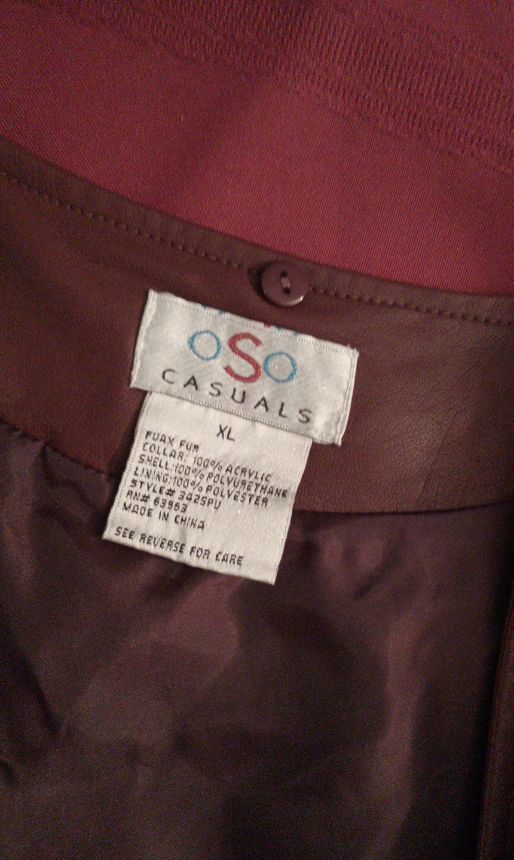 oSo
CASUALS
XL
FUAX FUR
COLLAR: 100% ACRYLIC
SHELL:100% POLYURETHANE
LINING:100% POLYESTER
STYLE# 3425PU
RN# 63953
MADE IN CHINA
SEE REVERSE FOR CARE